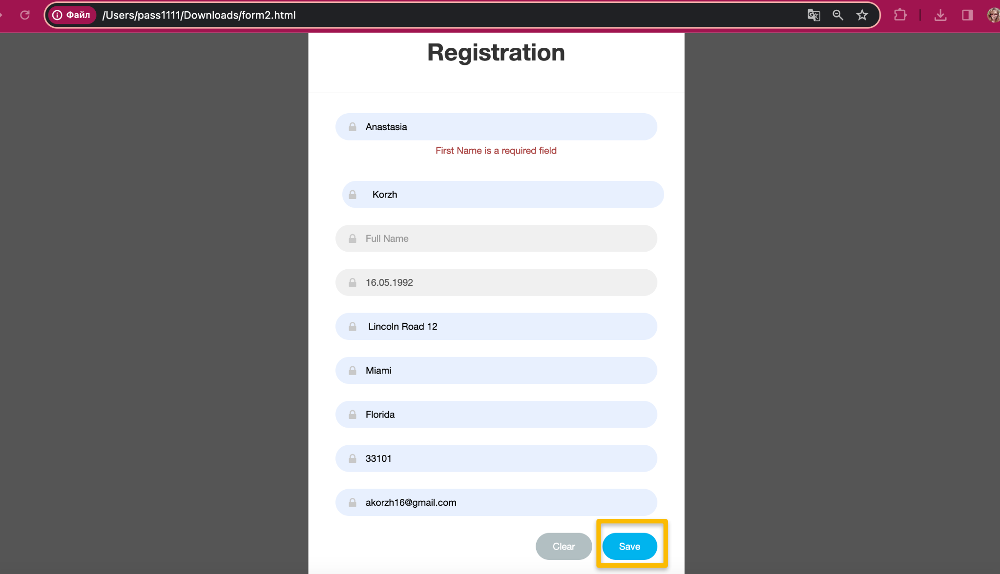 Файл /Users/pass1111/Downloads/form2.html
Registration
Anastasia
First Name is a required field
Korzh
Full Name
16.05.1992
Lincoln Road 12
Miami
Florida
33101
akorzh16@gmail.com
Clear Save